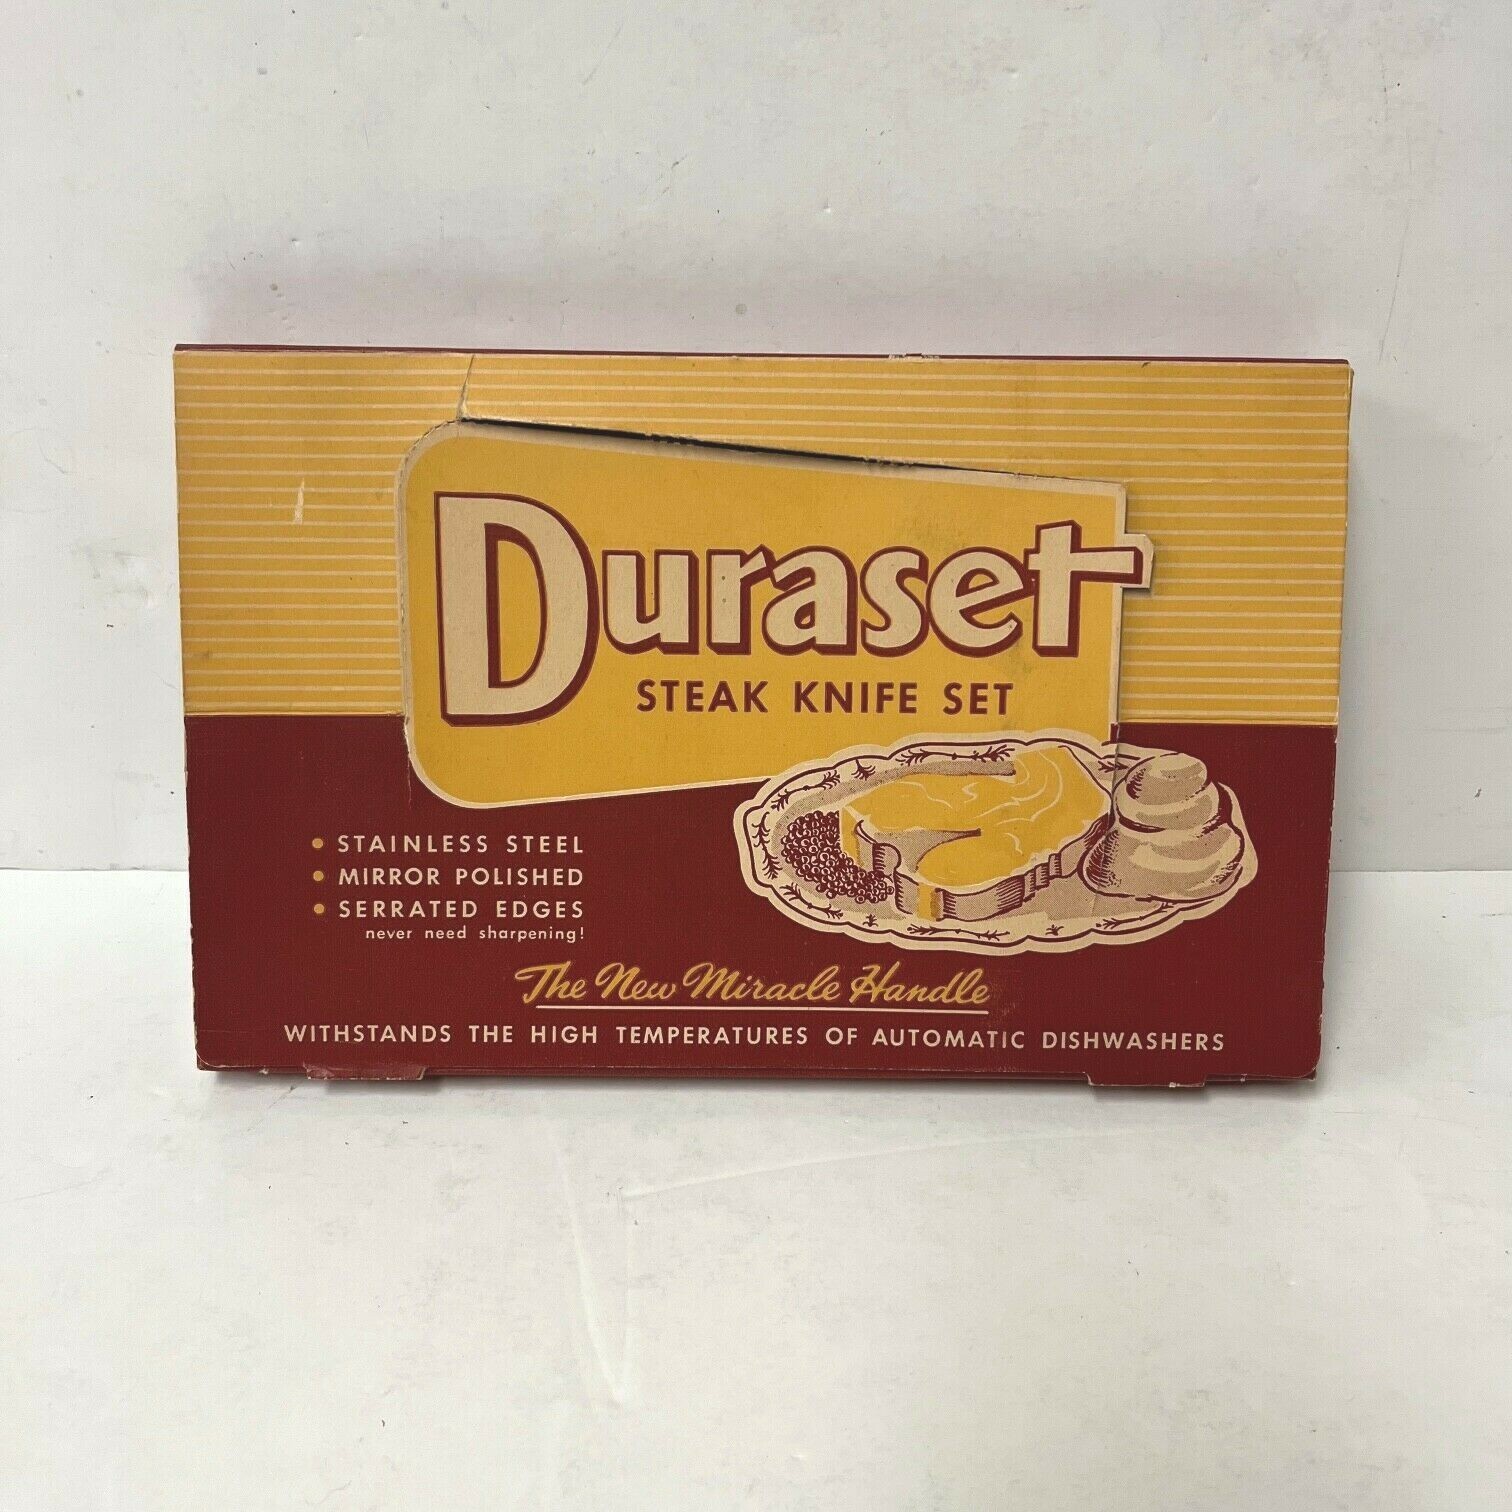 Duraset
STEAK KNIFE SET
• STAINLESS STEEL
• MIRROR POLISHED
• SERRATED EDGES
never need sharpening!
The New Miracle Handle
WITHSTANDS THE HIGH TEMPERATURES OF AUTOMATIC DISHWASHERS